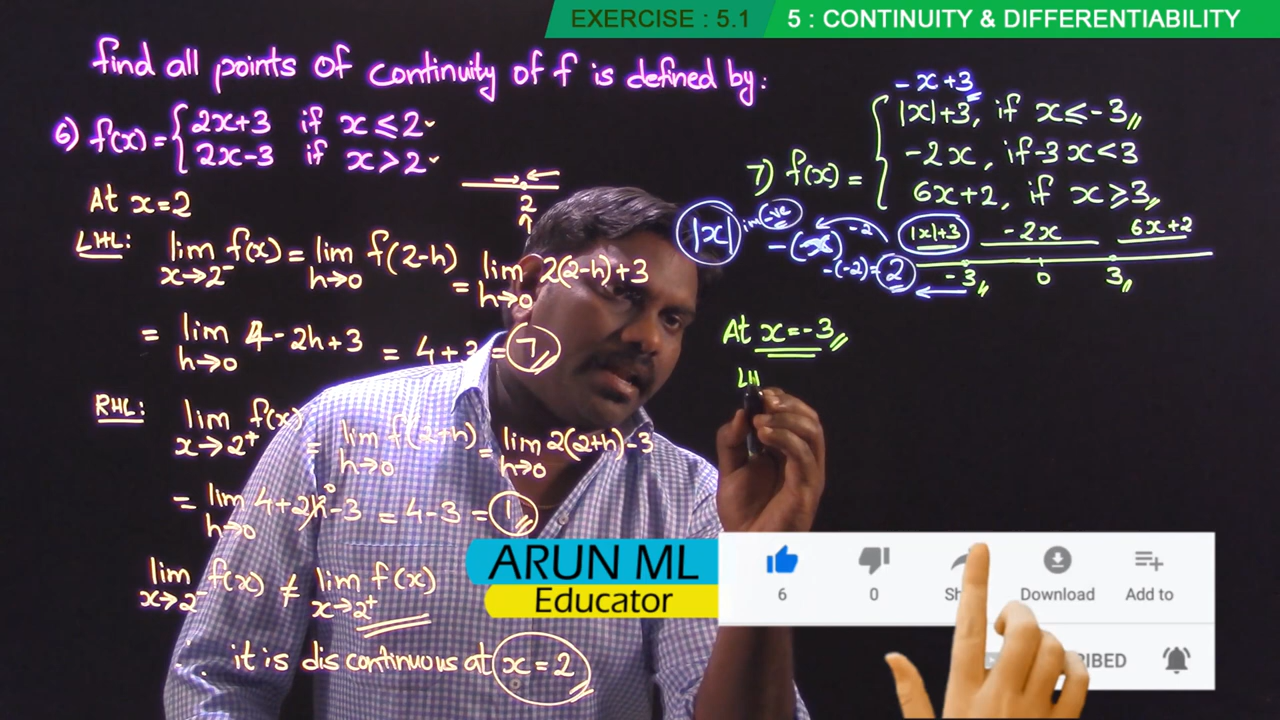 EXERCISE : 5.1
5 : CONTINUITY & DIFFERENTIABILITY
find all points of continuity of f is defined by:
6) f(x) = { 2x+3 if x ≤ 2
2x-3 if x > 2
At x=2
2
LHL: lim x→2⁻ f(x) = lim h→0 f(2-h) = lim h→0 2(2-h)+3
= lim h→0 4-2h+3 = 4+3 = 7
RHL: lim x→2⁺ f(x) = lim h→0 f(2+h) = lim h→0 2(2+h)-3
= lim h→0 4+2h⁰-3 = 4-3 = 1
lim x→2⁻ f(x) ≠ lim x→2⁺ f(x)
∴ it is discontinuous at x = 2
-x+3
7) f(x) = { |x|+3, if x ≤ -3
-2x, if -3 x < 3
6x+2, if x ≥ 3
|x| -ve -2 |x|+3 -2x 6x+2
-(-2) = 2 -3 0 3
At x = -3
LH
ARUN ML
Educator
6 0 Sh Download Add to
RIBED